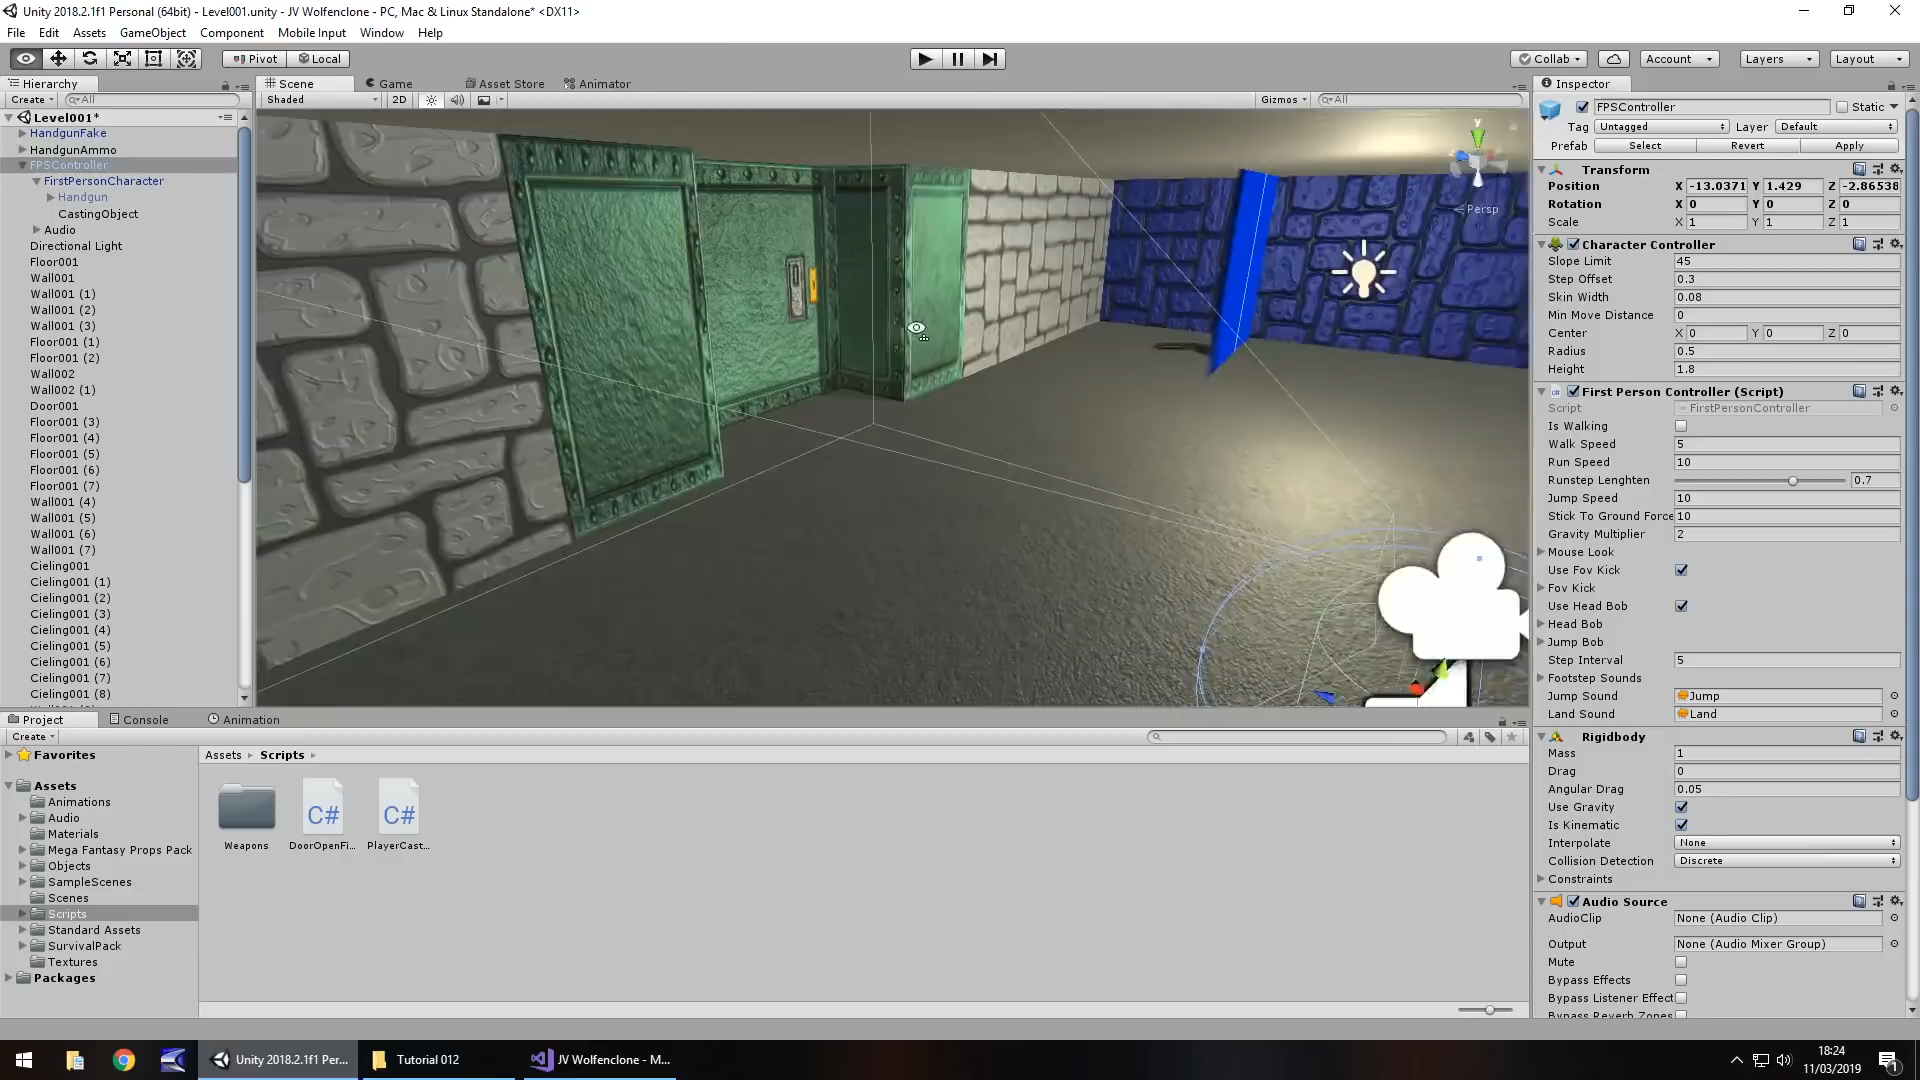 Unity 2018.2.1f1 Personal (64bit) - Level001.unity - JV Wolfenclone - PC, Mac & Linux Standalone* <DX11>
File Edit Assets GameObject Component Mobile Input Window Help
Pivot Local Collab Account Layers Layout
Hierarchy
Create All
Level001*
HandgunFake
HandgunAmmo
FPSController
FirstPersonCharacter
Handgun
CastingObject
Audio
Directional Light
Floor001
Wall001
Wall001 (1)
Wall001 (2)
Wall001 (3)
Floor001 (1)
Floor001 (2)
Wall002
Wall002 (1)
Door001
Floor001 (3)
Floor001 (4)
Floor001 (5)
Floor001 (6)
Floor001 (7)
Wall001 (4)
Wall001 (5)
Wall001 (6)
Wall001 (7)
Cieling001
Cieling001 (1)
Cieling001 (2)
Cieling001 (3)
Cieling001 (4)
Cieling001 (5)
Cieling001 (6)
Cieling001 (7)
Cieling001 (8)
Scene Game Asset Store Animator
Shaded 2D Gizmos All
y
Persp
Inspector
FPSController Static
Tag Untagged Layer Default
Prefab Select Revert Apply
Transform
Position X -13.0371 Y 1.429 Z -2.86538
Rotation X 0 Y 0 Z 0
Scale X 1 Y 1 Z 1
Character Controller
Slope Limit 45
Step Offset 0.3
Skin Width 0.08
Min Move Distance 0
Center X 0 Y 0 Z 0
Radius 0.5
Height 1.8
First Person Controller (Script)
Script FirstPersonController
Is Walking
Walk Speed 5
Run Speed 10
Runstep Lenghten 0.7
Jump Speed 10
Stick To Ground Force 10
Gravity Multiplier 2
Mouse Look
Use Fov Kick
Fov Kick
Use Head Bob
Head Bob
Jump Bob
Step Interval 5
Footstep Sounds
Jump Sound Jump
Land Sound Land
Rigidbody
Mass 1
Drag 0
Angular Drag 0.05
Use Gravity
Is Kinematic
Interpolate None
Collision Detection Discrete
Constraints
Audio Source
AudioClip None (Audio Clip)
Output None (Audio Mixer Group)
Mute
Bypass Effects
Bypass Listener Effect
Bypass Reverb Zones
Project Console Animation
Create
Favorites
Assets
Animations
Audio
Materials
Mega Fantasy Props Pack
Objects
SampleScenes
Scenes
Scripts
Standard Assets
SurvivalPack
Textures
Packages
Assets Scripts
C# C#
Weapons DoorOpenFi... PlayerCast...
Unity 2018.2.1f1 Per... Tutorial 012 JV Wolfenclone - M...
18:24
11/03/2019
1